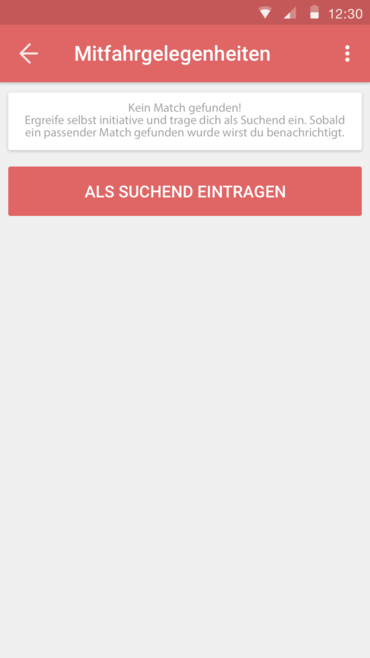 12:30
Mitfahrgelegenheiten
Kein Match gefunden!
Ergreife selbst initiative und trage dich als Suchend ein. Sobald
ein passender Match gefunden wurde wirst du benachrichtigt.
ALS SUCHEND EINTRAGEN